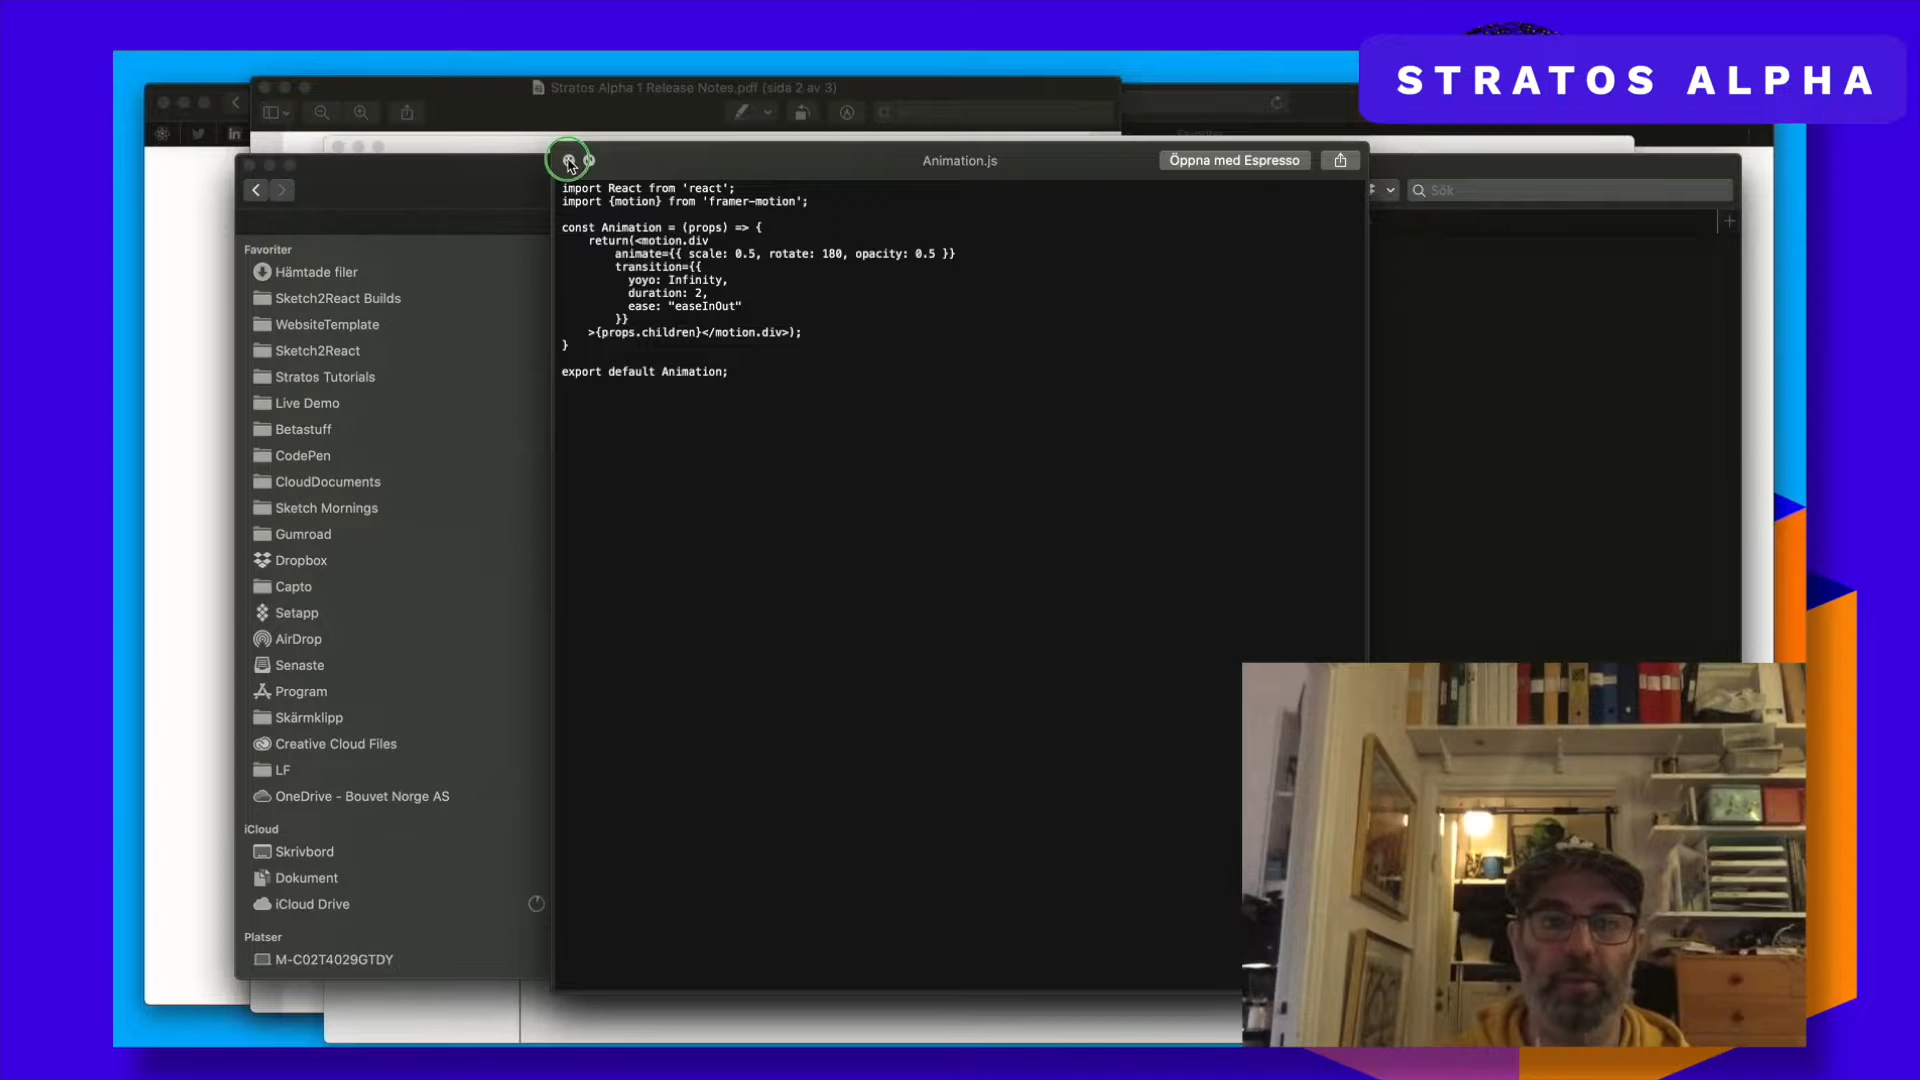 STRATOS ALPHA
Stratos Alpha 1 Release Notes.pdf (sida 2 av 3)
Favoriter
Animation.js
Öppna med Espresso
Sök
import React from 'react';
import {motion} from 'framer-motion';
const Animation = (props) => {
return(<motion.div
animate={{ scale: 0.5, rotate: 180, opacity: 0.5 }}
transition={{
yoyo: Infinity,
duration: 2,
ease: "easeInOut"
}}
>{props.children}</motion.div>);
}
export default Animation;
Favoriter
Hämtade filer
Sketch2React Builds
WebsiteTemplate
Sketch2React
Stratos Tutorials
Live Demo
Betastuff
CodePen
CloudDocuments
Sketch Mornings
Gumroad
Dropbox
Capto
Setapp
AirDrop
Senaste
Program
Skärmklipp
Creative Cloud Files
LF
OneDrive - Bouvet Norge AS
iCloud
Skrivbord
Dokument
iCloud Drive
Platser
M-C02T4029GTDY